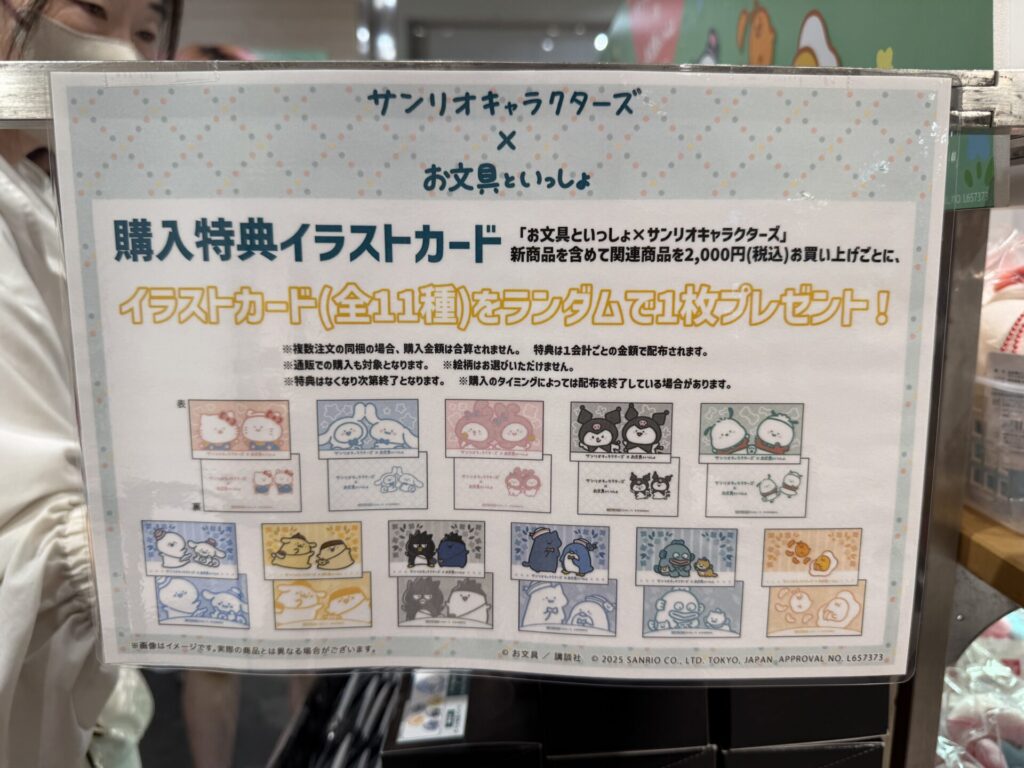 サンリオキャラクターズ
×
お文具といっしょ
購入特典イラストカード
「お文具といっしょ×サンリオキャラクターズ」
新商品を含めて関連商品を2,000円(税込)お買い上げごとに、
イラストカード(全11種)をランダムで1枚プレゼント!
※複数注文の同梱の場合、購入金額は合算されません。 特典は1会計ごとの金額で配布されます。
※通販での購入も対象となります。 ※絵柄はお選びいただけません。
※特典はなくなり次第終了となります。 ※購入のタイミングによっては配布を終了している場合があります。
表
裏
※画像はイメージです。実際の商品とは異なる場合がございます。
© お文具 / 講談社 © 2025 SANRIO CO., LTD. TOKYO, JAPAN APPROVAL NO. L657373
NO. L657373